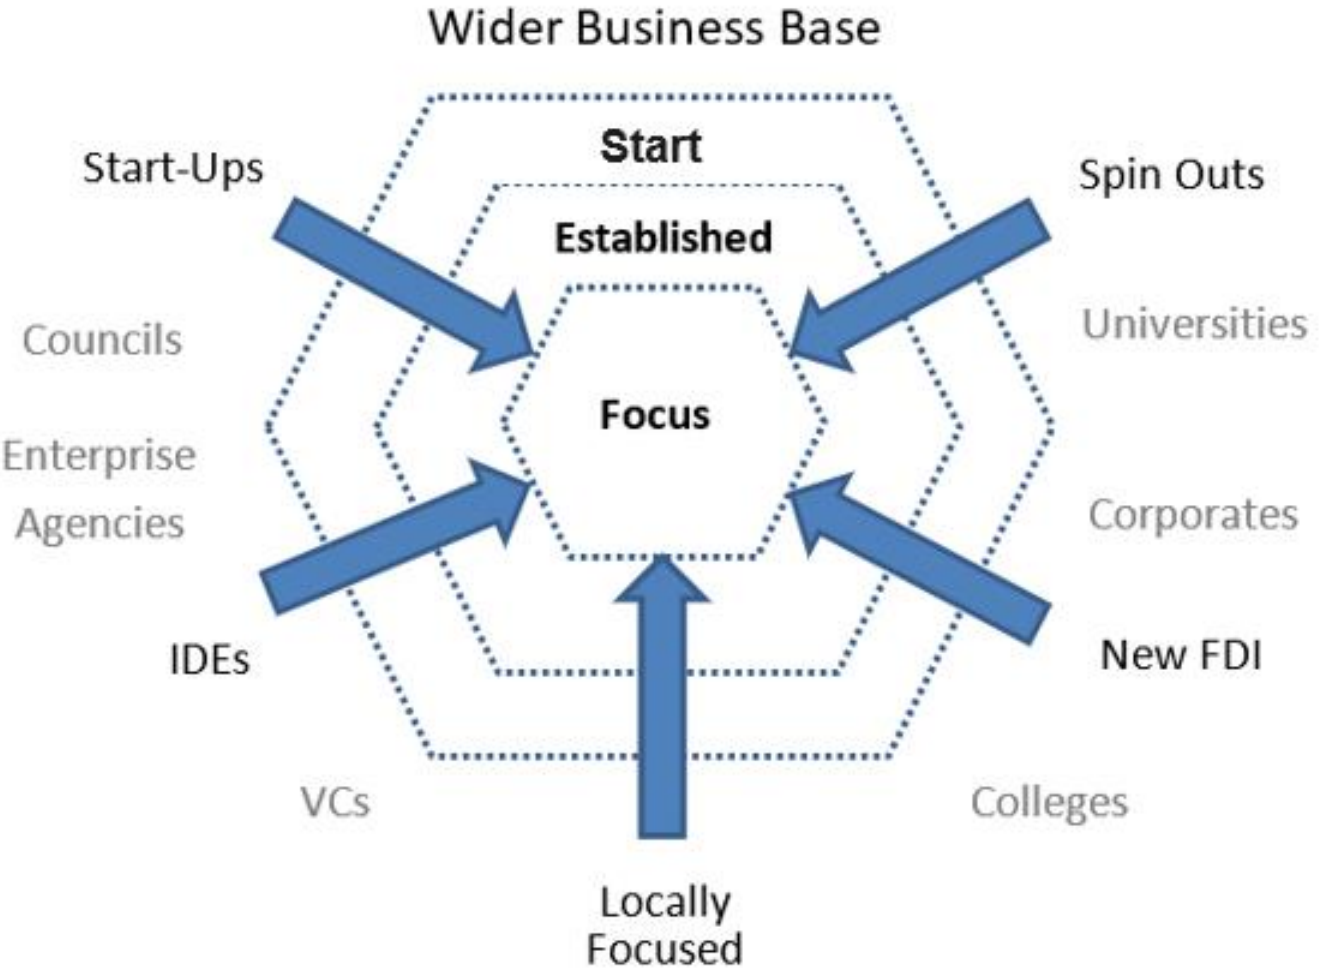 Wider Business Base
Start
Start-Ups
Spin Outs
Established
Universities
Councils
Focus
Enterprise
Agencies
Corporates
IDEs
New FDI
VCs
Colleges
Locally
Focused